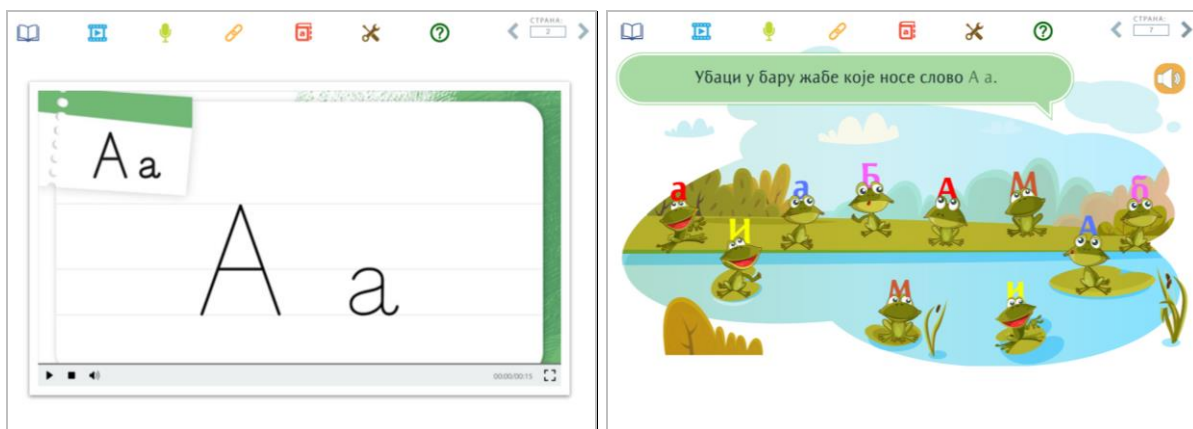 СТРАНА:
2
А а
А а
00:00/00:15
СТРАНА:
7
Убаци у бару жабе које носе слово А а.
а
а
Б
А
М
б
И
А
М
и